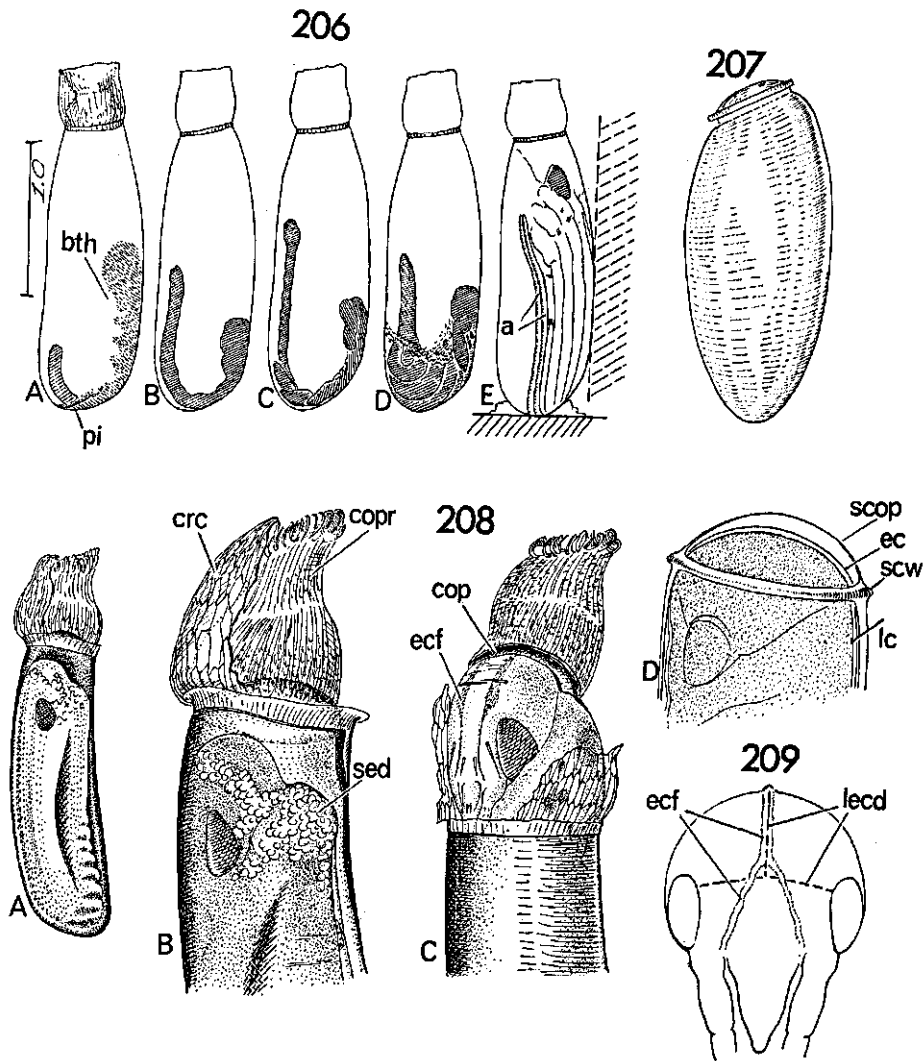 206
207
1.0
bth
a
A
B
C
D
E
pi
208
crc
copr
cop
ecf
sed
A
B
C
scop
ec
scw
lc
D
209
ecf
lecd